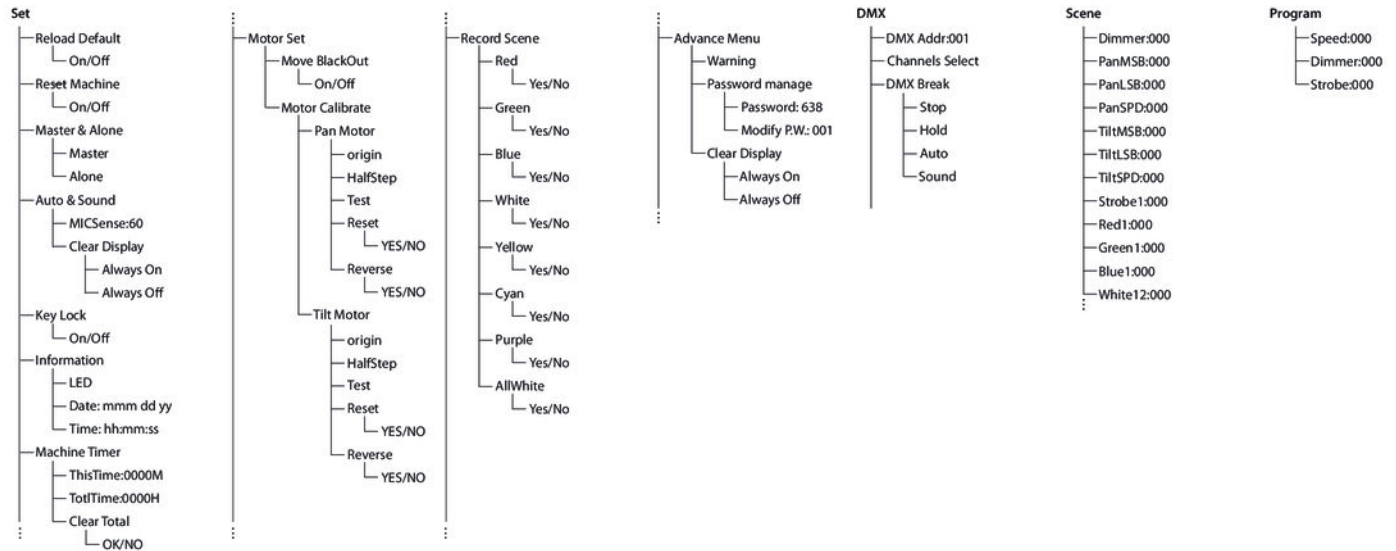 Set
Reload Default
On/Off
Reset Machine
On/Off
Master & Alone
Master
Alone
Auto & Sound
MICSense:60
Clear Display
Always On
Always Off
Key Lock
On/Off
Information
LED
Date: mmm dd yy
Time: hh:mm:ss
Machine Timer
ThisTime:0000M
TotlTime:0000H
Clear Total
OK/NO
Motor Set
Move BlackOut
On/Off
Motor Calibrate
Pan Motor
origin
HalfStep
Test
Reset
YES/NO
Reverse
YES/NO
Tilt Motor
origin
HalfStep
Test
Reset
YES/NO
Reverse
YES/NO
Record Scene
Red
Yes/No
Green
Yes/No
Blue
Yes/No
White
Yes/No
Yellow
Yes/No
Cyan
Yes/No
Purple
Yes/No
AllWhite
Yes/No
Advance Menu
Warning
Password manage
Password: 638
Modify P.W.: 001
Clear Display
Always On
Always Off
DMX
DMX Addr:001
Channels Select
DMX Break
Stop
Hold
Auto
Sound
Scene
Dimmer:000
PanMSB:000
PanLSB:000
PanSPD:000
TiltMSB:000
TiltLSB:000
TiltSPD:000
Strobe1:000
Red1:000
Green1:000
Blue1:000
White12:000
Program
Speed:000
Dimmer:000
Strobe:000